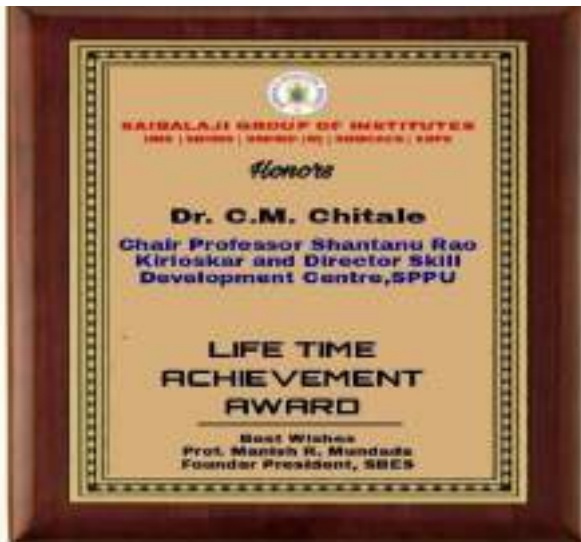 SAIBALAJI GROUP OF INSTITUTES
Honors
Dr. C.M. Chitale
Chair Professor Shantanu Rao
Kirloskar and Director Skill
Development Centre,SPPU
LIFE TIME
ACHIEVEMENT
AWARD
Best Wishes
Prof. Manish R. Mundada
Founder President, SBES